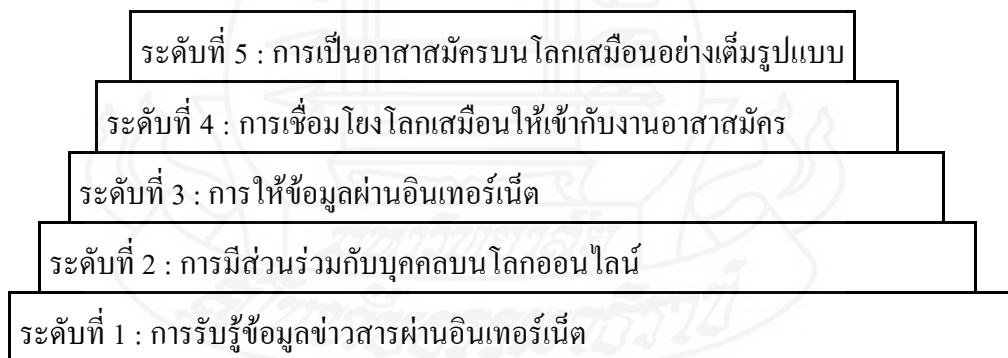 ระดับที่ 5 : การเป็นอาสาสมัครบนโลกเสมือนอย่างเต็มรูปแบบ
ระดับที่ 4 : การเชื่อมโยงโลกเสมือนให้เข้ากับงานอาสาสมัคร
ระดับที่ 3 : การให้ข้อมูลผ่านอินเทอร์เน็ต
ระดับที่ 2 : การมีส่วนร่วมกับบุคคลบนโลกออนไลน์
ระดับที่ 1 : การรับรู้ข้อมูลข่าวสารผ่านอินเทอร์เน็ต